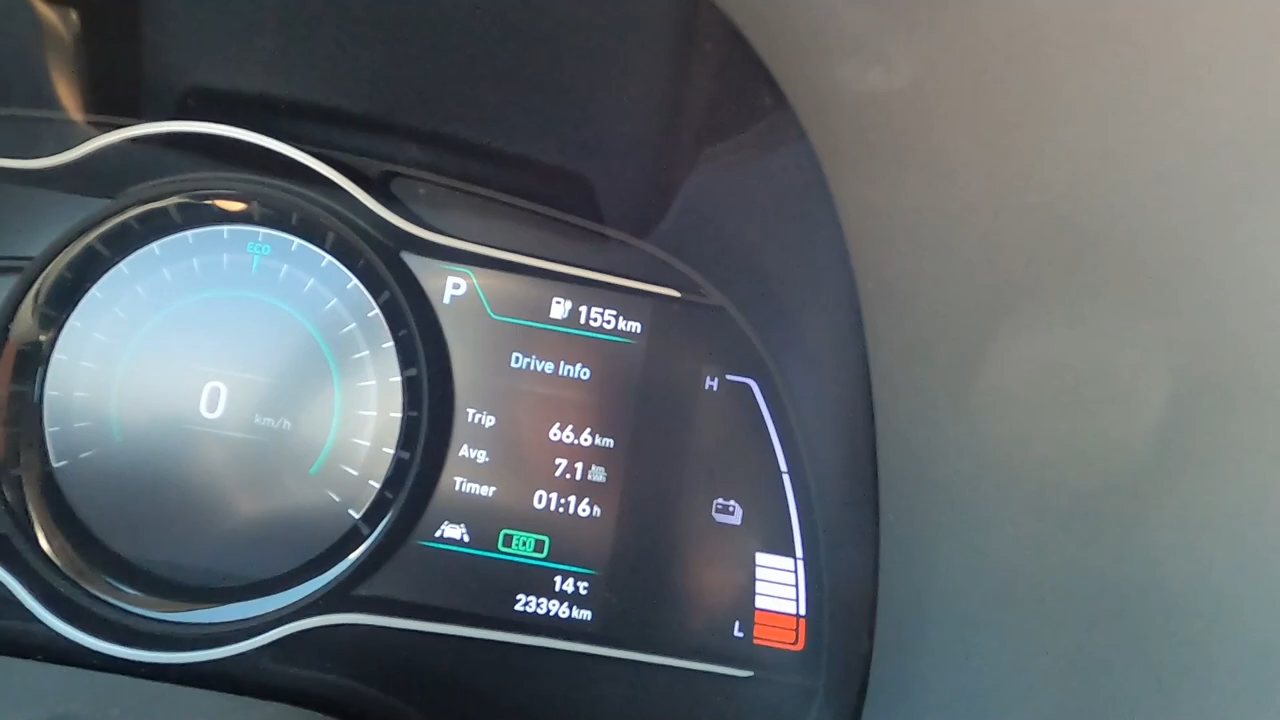 ECO
0
km/h
P
155km
Drive Info
Trip 66.6km
Avg. 7.1 km/kWh
Timer 01:16h
ECO
14°C
23396km
H
L